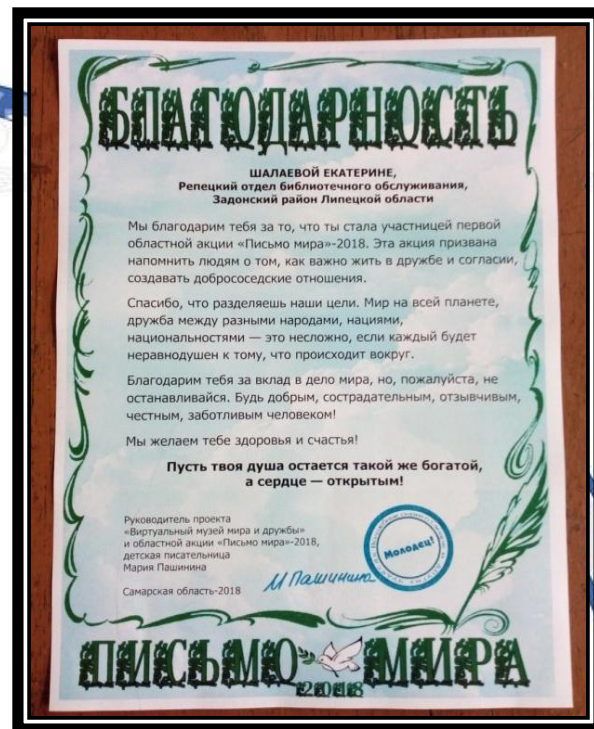 БЛАГОДАРНОСТЬ
ШАЛАЕВОЙ ЕКАТЕРИНЕ,
Репецкий отдел библиотечного обслуживания,
Задонский район Липецкой области
Мы благодарим тебя за то, что ты стала участницей первой
областной акции «Письмо мира»-2018. Эта акция призвана
напомнить людям о том, как важно жить в дружбе и согласии,
создавать добрососедские отношения.
Спасибо, что разделяешь наши цели. Мир на всей планете,
дружба между разными народами, нациями,
национальностями — это несложно, если каждый будет
неравнодушен к тому, что происходит вокруг.
Благодарим тебя за вклад в дело мира, но, пожалуйста, не
останавливайся. Будь добрым, сострадательным, отзывчивым,
честным, заботливым человеком!
Мы желаем тебе здоровья и счастья!
Пусть твоя душа остается такой же богатой,
а сердце — открытым!
Руководитель проекта
«Виртуальный музей мира и дружбы»
и областной акции «Письмо мира»-2018,
детская писательница
Мария Пашинина
М Пашинина
Молодец!
Самарская область-2018
ПИСЬМО МИРА
2018